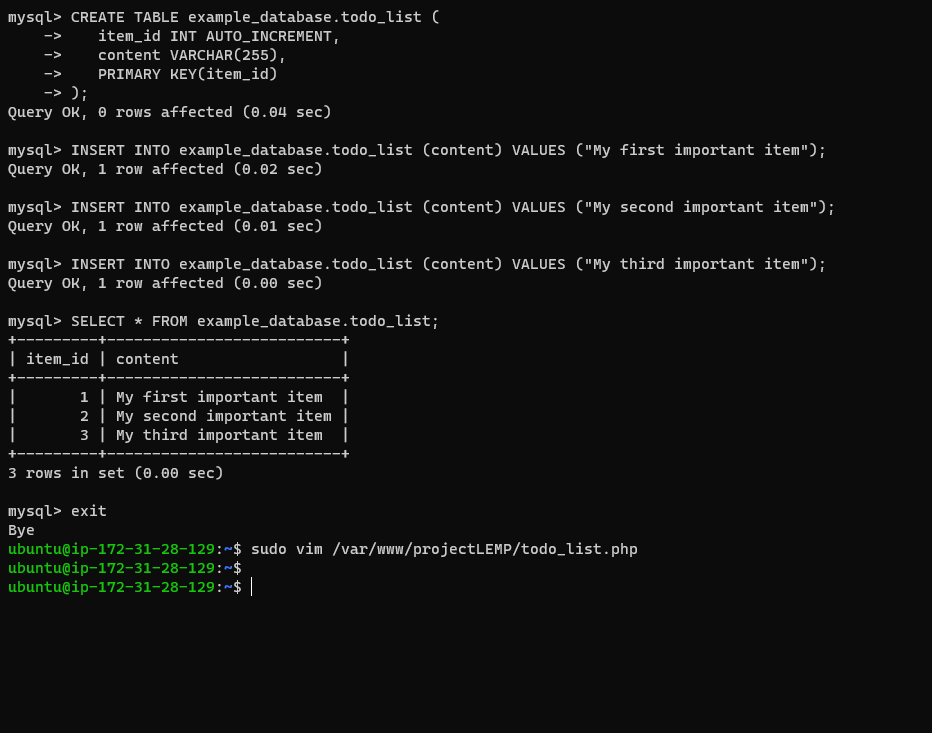 mysql> CREATE TABLE example_database.todo_list (
    ->     item_id INT AUTO_INCREMENT,
    ->     content VARCHAR(255),
    ->     PRIMARY KEY(item_id)
    -> );
Query OK, 0 rows affected (0.04 sec)

mysql> INSERT INTO example_database.todo_list (content) VALUES ("My first important item");
Query OK, 1 row affected (0.02 sec)

mysql> INSERT INTO example_database.todo_list (content) VALUES ("My second important item");
Query OK, 1 row affected (0.01 sec)

mysql> INSERT INTO example_database.todo_list (content) VALUES ("My third important item");
Query OK, 1 row affected (0.00 sec)

mysql> SELECT * FROM example_database.todo_list;
+---------+--------------------------+
| item_id | content                  |
+---------+--------------------------+
|       1 | My first important item  |
|       2 | My second important item |
|       3 | My third important item  |
+---------+--------------------------+
3 rows in set (0.00 sec)

mysql> exit
Bye
ubuntu@ip-172-31-28-129:~$ sudo vim /var/www/projectLEMP/todo_list.php
ubuntu@ip-172-31-28-129:~$
ubuntu@ip-172-31-28-129:~$